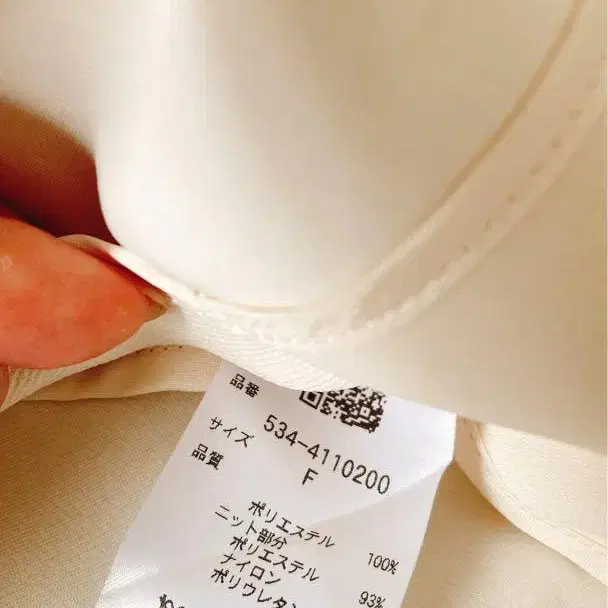 品番
534-4110200
サイズ
F
品質
ポリエステル 100%
ニット部分
ポリエステル 93%
ナイロン
ポリウレタン